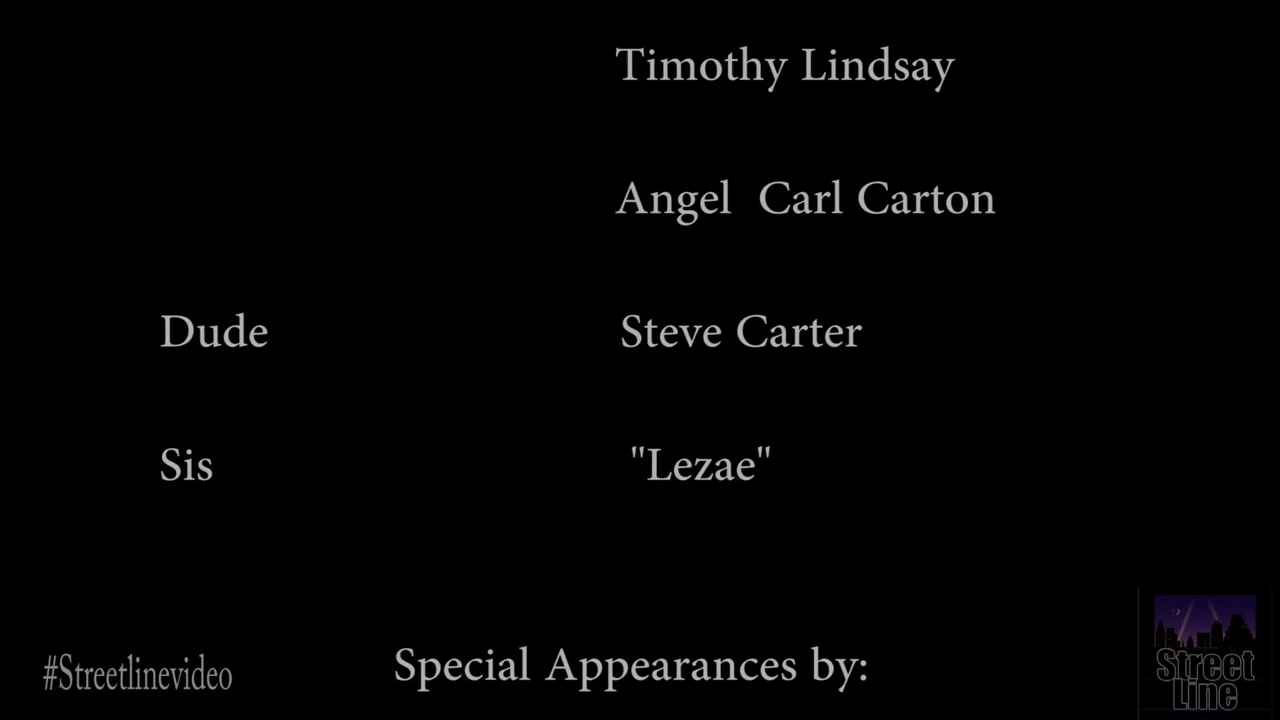 Timothy Lindsay
Angel  Carl Carton
Dude Steve Carter
Sis "Lezae"
Special Appearances by:
#Streetlinevideo
Street
Line